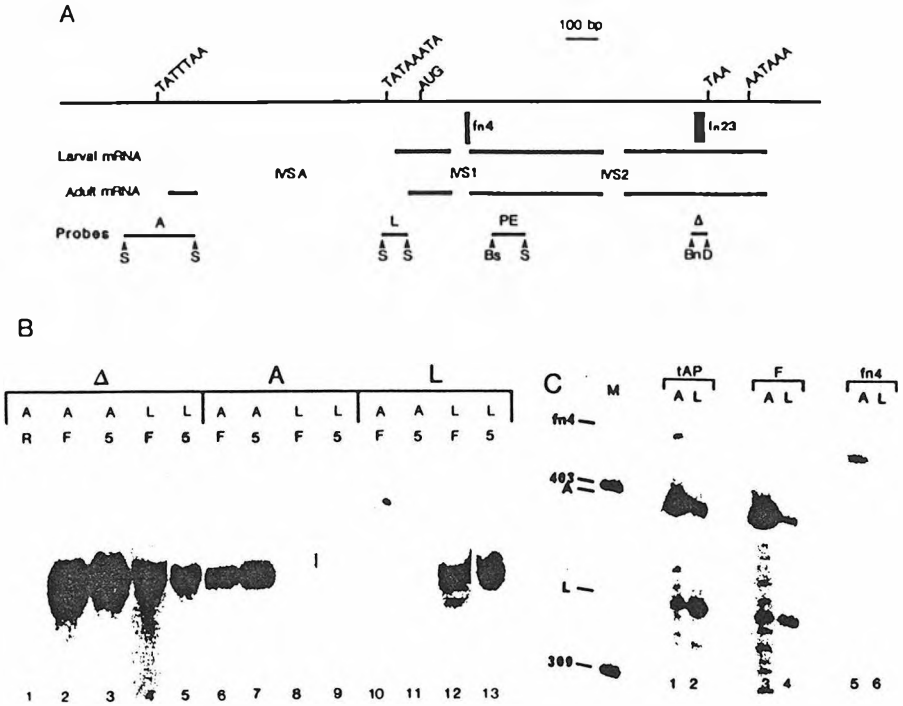 A
100 bp
TATTTAA
TATAAATA
AUG
TAA
AATAAA
fn4
fn23
Larval mRNA
IVS A
IVS1
IVS2
Adult mRNA
Probes
A
L
PE
Δ
S S S S Bs S Bn D
B
Δ A L
A A A L L A A L L A A L L
R F 5 F 5 F 5 F 5 F 5 F 5
1 2 3 4 5 6 7 8 9 10 11 12 13
C
M
tAP F fn4
A L A L A L
fn4
403
A
L
300
1 2 3 4 5 6